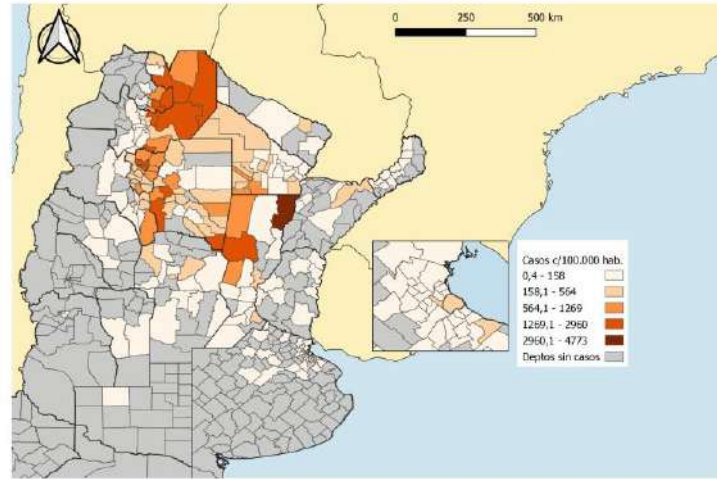 0 250 500 km
Casos c/100.000 hab.
0,4 - 158
158,1 - 564
564,1 - 1269
1269,1 - 2960
2960,1 - 4773
Deptos sin casos